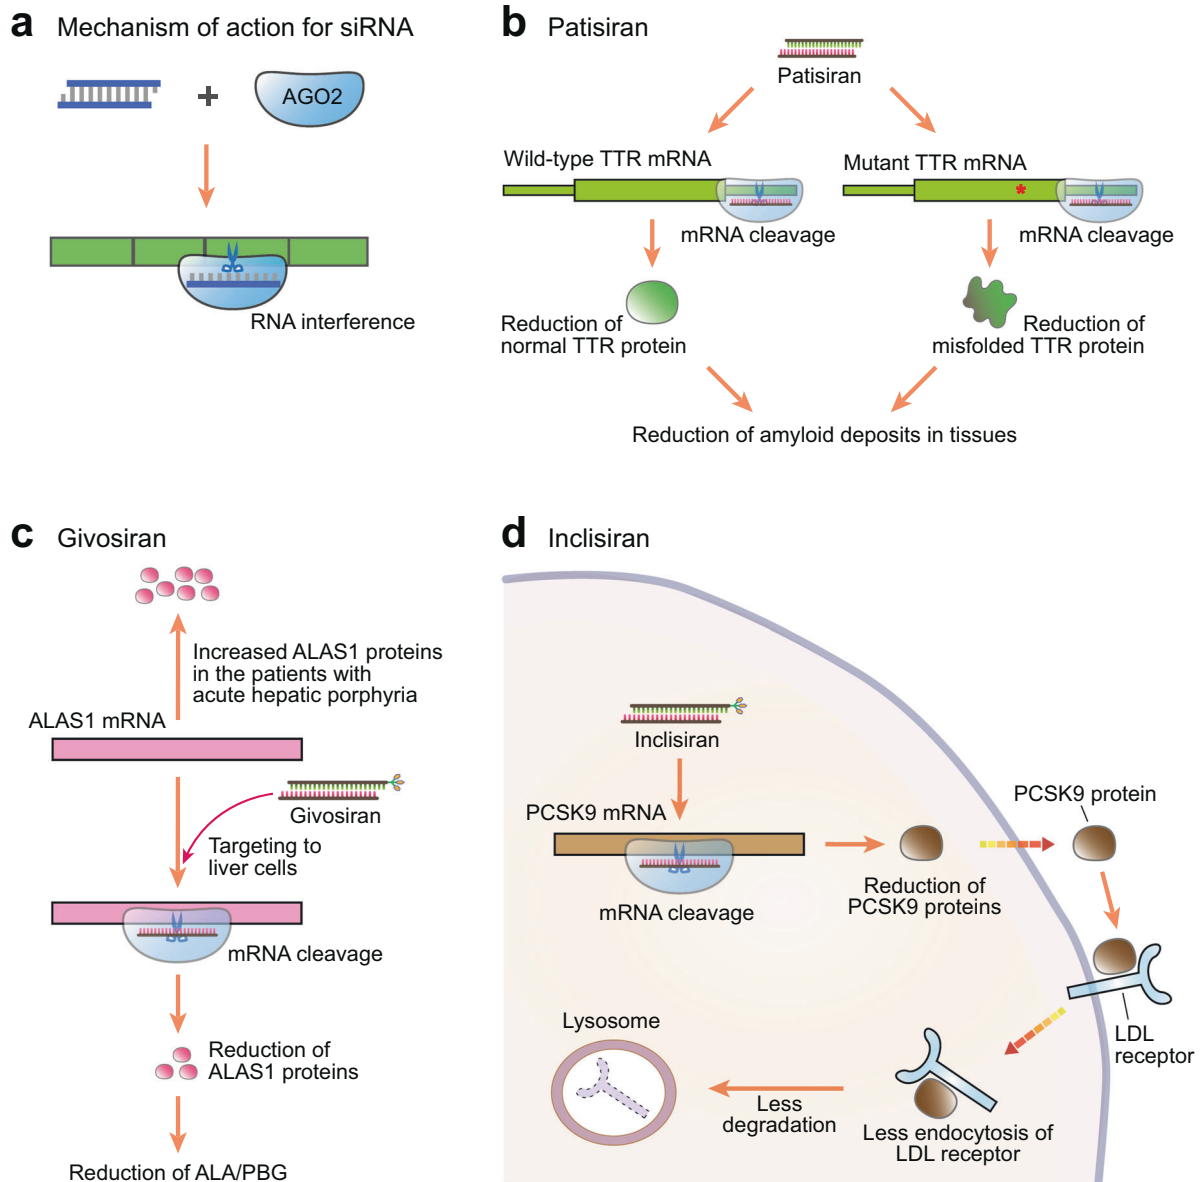 a Mechanism of action for siRNA
+
AGO2
RNA interference
b Patisiran
Patisiran
Wild-type TTR mRNA
mRNA cleavage
Reduction of
normal TTR protein
Mutant TTR mRNA
*
mRNA cleavage
Reduction of
misfolded TTR protein
Reduction of amyloid deposits in tissues
c Givosiran
Increased ALAS1 proteins
in the patients with
acute hepatic porphyria
ALAS1 mRNA
Givosiran
Targeting to
liver cells
mRNA cleavage
Reduction of
ALAS1 proteins
Reduction of ALA/PBG
d Inclisiran
Inclisiran
PCSK9 mRNA
mRNA cleavage
Reduction of
PCSK9 proteins
PCSK9 protein
LDL
receptor
Less endocytosis of
LDL receptor
Less
degradation
Lysosome